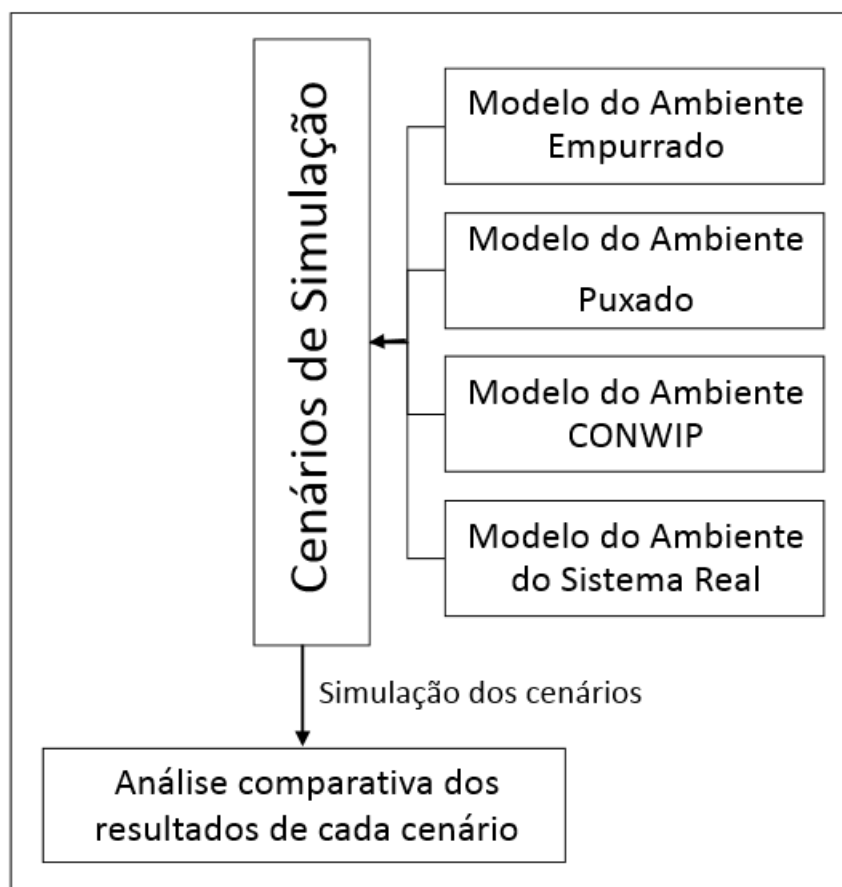 Cenários de Simulação
Modelo do Ambiente
Empurrado
Modelo do Ambiente
Puxado
Modelo do Ambiente
CONWIP
Modelo do Ambiente
do Sistema Real
Simulação dos cenários
Análise comparativa dos
resultados de cada cenário